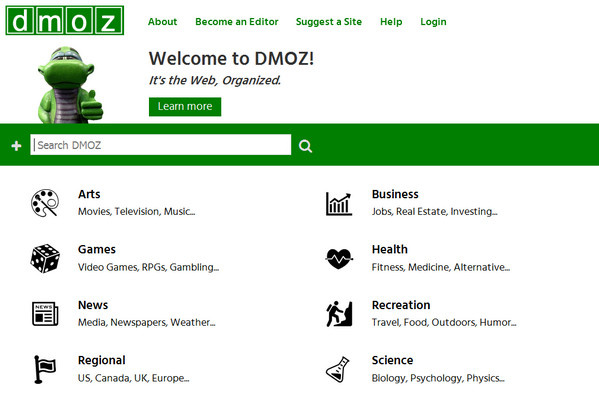 dmoz
About Become an Editor Suggest a Site Help Login
Welcome to DMOZ!
It's the Web, Organized.
Learn more
Search DMOZ
Arts
Movies, Television, Music...
Business
Jobs, Real Estate, Investing...
Games
Video Games, RPGs, Gambling...
Health
Fitness, Medicine, Alternative...
NEWS
News
Media, Newspapers, Weather...
Recreation
Travel, Food, Outdoors, Humor...
Regional
US, Canada, UK, Europe...
Science
Biology, Psychology, Physics...